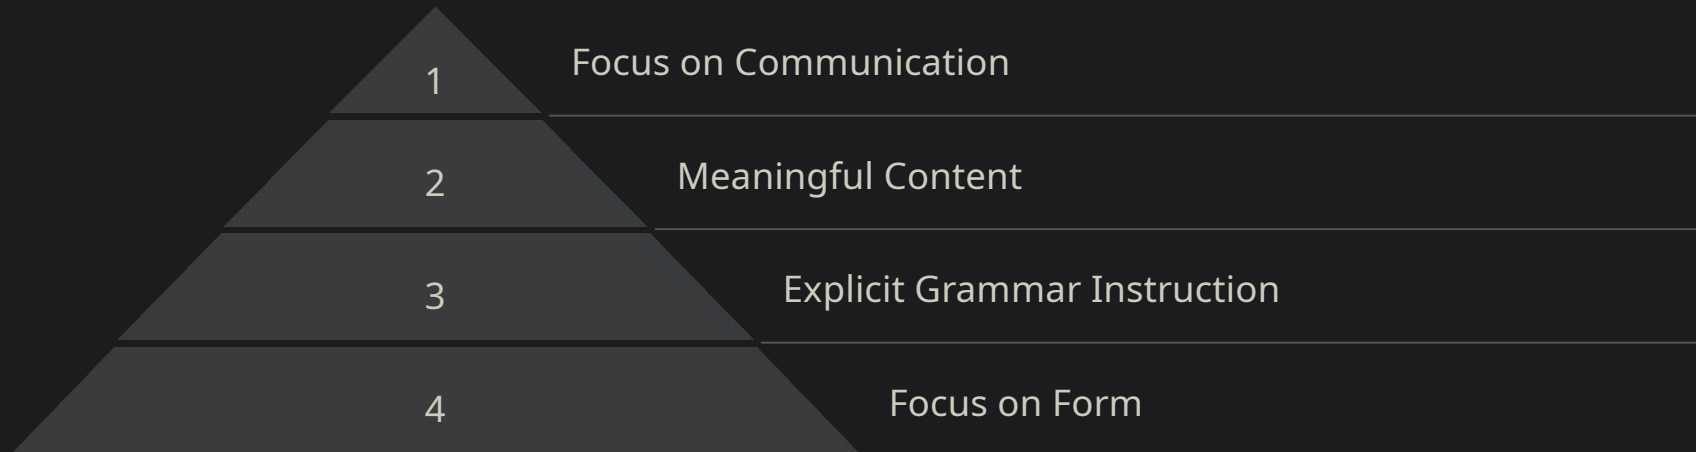 1 Focus on Communication
2 Meaningful Content
3 Explicit Grammar Instruction
4 Focus on Form